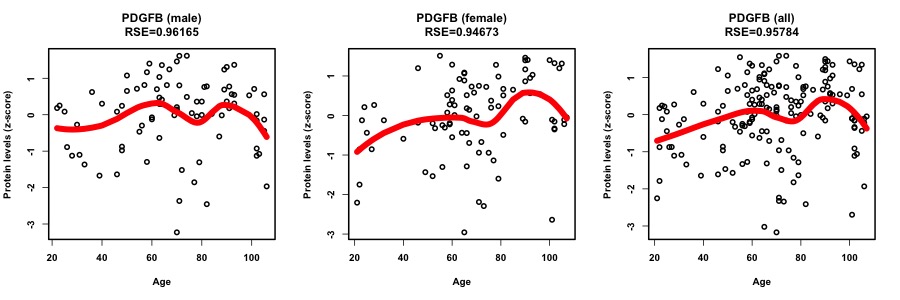 PDGFB (male)
RSE=0.96165
Protein levels (z-score)
1
0
-1
-2
-3
20
40
60
80
100
Age
PDGFB (female)
RSE=0.94673
Protein levels (z-score)
1
0
-1
-2
-3
20
40
60
80
100
Age
PDGFB (all)
RSE=0.95784
Protein levels (z-score)
1
0
-1
-2
-3
20
40
60
80
100
Age